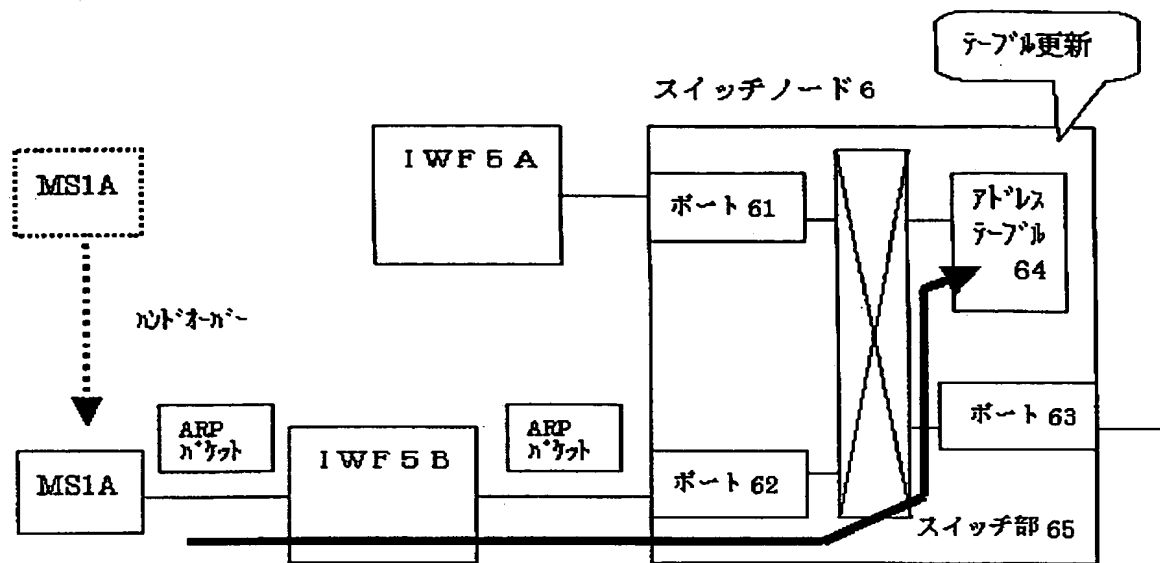 テーブル更新
スイッチノード6
IWF5A
MS1A
ポート61
アドレス
テーブル
64
ハンドオーバー
ARP
パケット
ARP
パケット
ポート63
IWF5B
MS1A
ポート62
スイッチ部65